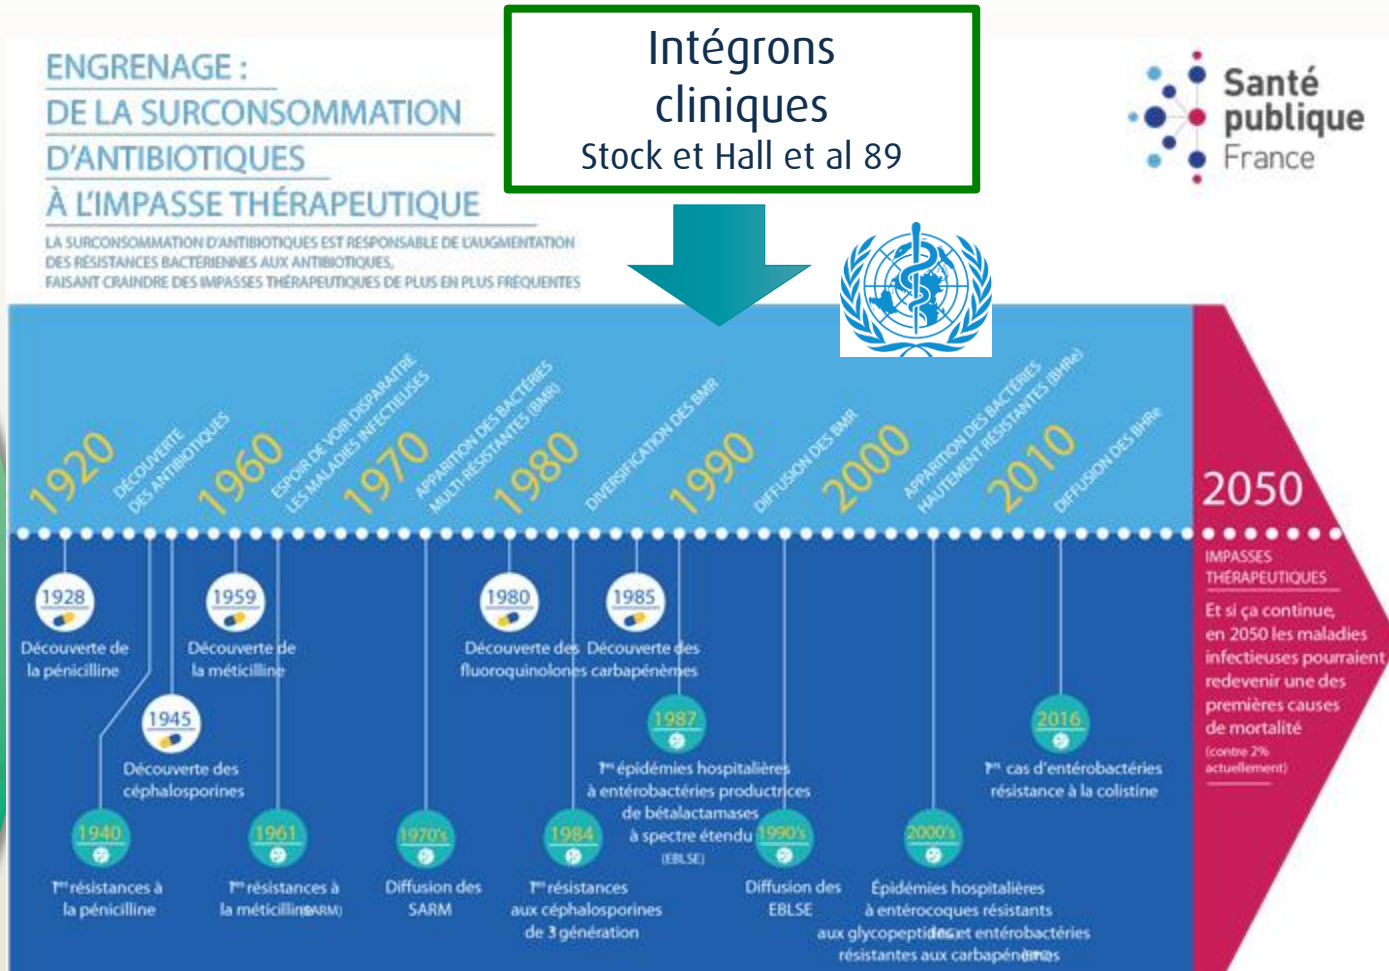 ENGRENAGE :
DE LA SURCONSOMMATION
D'ANTIBIOTIQUES
À L'IMPASSE THÉRAPEUTIQUE
LA SURCONSOMMATION D'ANTIBIOTIQUES EST RESPONSABLE DE L'AUGMENTATION
DES RÉSISTANCES BACTÉRIENNES AUX ANTIBIOTIQUES,
FAISANT CRAINDRE DES IMPASSES THÉRAPEUTIQUES DE PLUS EN PLUS FRÉQUENTES
Intégrons
cliniques
Stock et Hall et al 89
Santé
publique
France
1920
DÉCOUVERTE
DES ANTIBIOTIQUES
1960
ESPOIR DE VOIR DISPARAITRE
LES MALADIES INFECTIEUSES
1970
APPARITION DES BACTÉRIES
MULTI-RÉSISTANTES (BMR)
1980
DIVERSIFICATION DES BMR
1990
DIFFUSION DES BMR
2000
APPARITION DES BACTÉRIES
HAUTEMENT RÉSISTANTES (BHRe)
2010
DIFFUSION DES BHRe
2050
IMPASSES
THÉRAPEUTIQUES
Et si ça continue,
en 2050 les maladies
infectieuses pourraient
redevenir une des
premières causes
de mortalité
(contre 2%
actuellement)
1928
Découverte de
la pénicilline
1959
Découverte de
la méticilline
1980
Découverte des
fluoroquinolones
1985
Découverte des
carbapénèmes
1945
Découverte des
céphalosporines
1987
1res épidémies hospitalières
à entérobactéries productrices
de bétalactamases
à spectre étendu
(EBLSE)
2016
1ers cas d'entérobactéries
résistance à la colistine
1940
1res résistances à
la pénicilline
1961
1res résistances à
la méticilline (SARM)
1970's
Diffusion des
SARM
1984
1res résistances
aux céphalosporines
de 3 génération
1990's
Diffusion des
EBLSE
2000's
Épidémies hospitalières
à entérocoques résistants
aux glycopeptides et entérobactéries
résistantes aux carbapénèmes